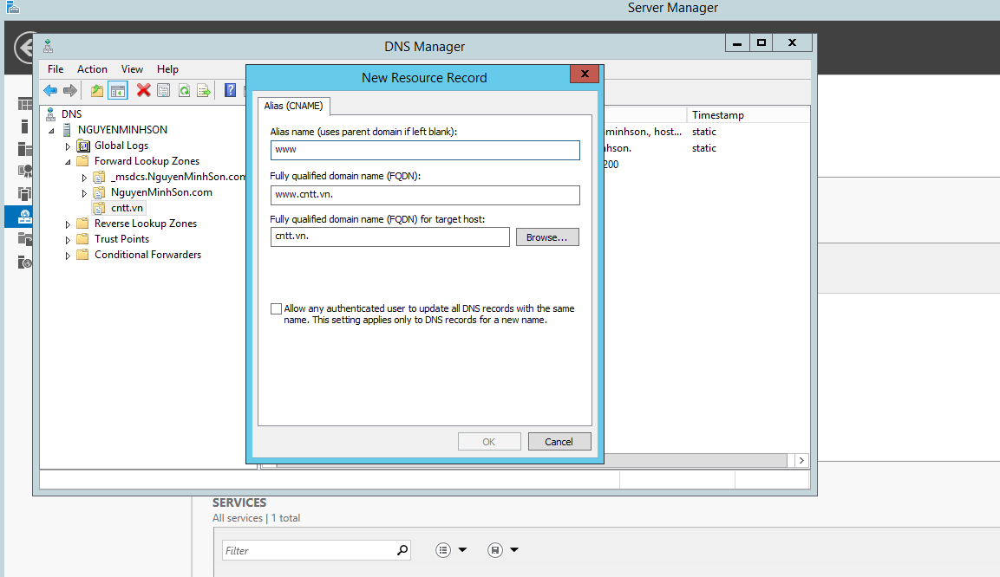 Server Manager
DNS Manager
File Action View Help
New Resource Record
DNS
NGUYENMINHSON
Global Logs
Forward Lookup Zones
_msdcs.NguyenMinhSon.com
NguyenMinhSon.com
cntt.vn
Reverse Lookup Zones
Trust Points
Conditional Forwarders
Alias (CNAME)
Alias name (uses parent domain if left blank):
www
Fully qualified domain name (FQDN):
www.cntt.vn.
Fully qualified domain name (FQDN) for target host:
cntt.vn.
Browse...
Allow any authenticated user to update all DNS records with the same
name. This setting applies only to DNS records for a new name.
OK Cancel
Timestamp
minhson., host... static
hson. static
200
SERVICES
All services | 1 total
Filter